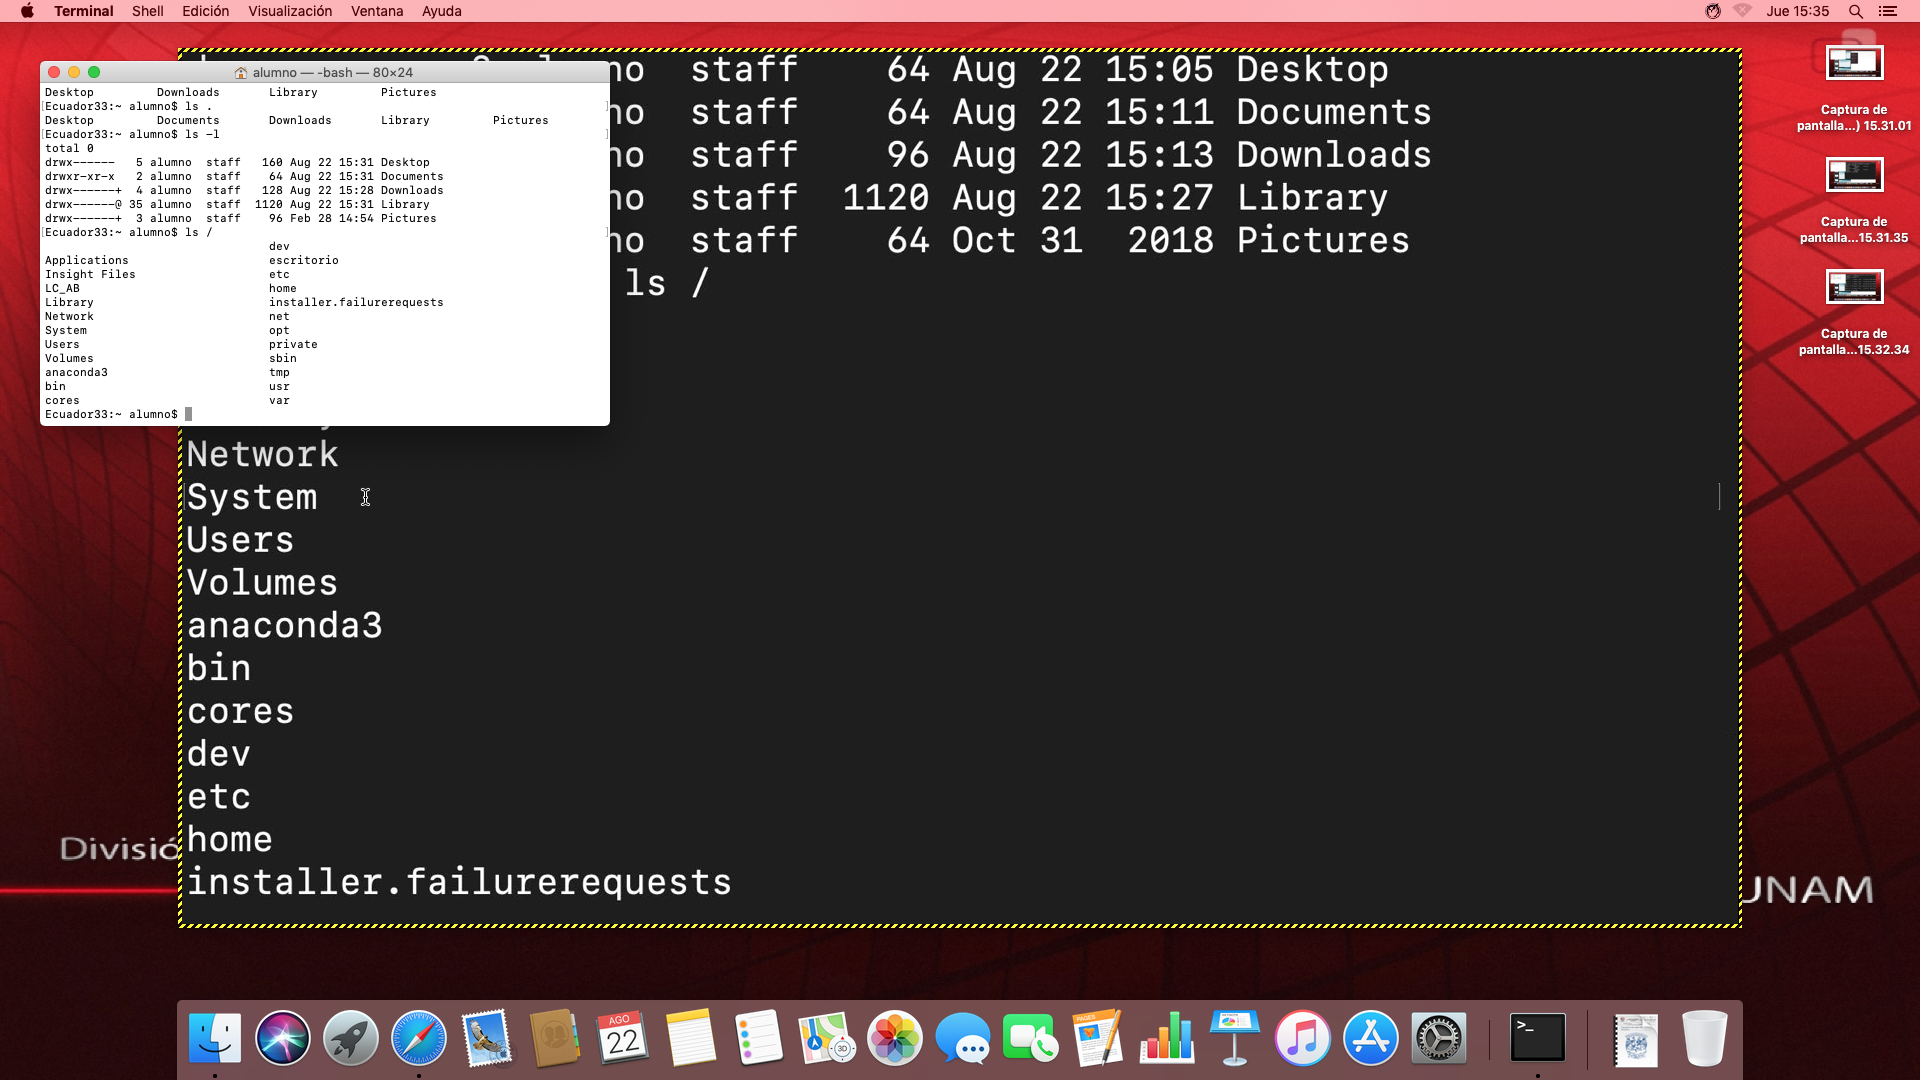 Terminal Shell Edición Visualización Ventana Ayuda
Jue 15:35
alumno — -bash — 80×24
Desktop Downloads Library Pictures
[Ecuador33:~ alumno$ ls . ]
Desktop Documents Downloads Library Pictures
[Ecuador33:~ alumno$ ls -l ]
total 0
drwx------ 5 alumno staff 160 Aug 22 15:31 Desktop
drwxr-xr-x 2 alumno staff 64 Aug 22 15:31 Documents
drwx------+ 4 alumno staff 128 Aug 22 15:28 Downloads
drwx------@ 35 alumno staff 1120 Aug 22 15:31 Library
drwx------+ 3 alumno staff 96 Feb 28 14:54 Pictures
[Ecuador33:~ alumno$ ls / ]
dev
Applications escritorio
Insight Files etc
LC_AB home
Library installer.failurerequests
Network net
System opt
Users private
Volumes sbin
anaconda3 tmp
bin usr
cores var
Ecuador33:~ alumno$
no staff 64 Aug 22 15:05 Desktop
no staff 64 Aug 22 15:11 Documents
no staff 96 Aug 22 15:13 Downloads
no staff 1120 Aug 22 15:27 Library
no staff 64 Oct 31 2018 Pictures
ls /
Network
System
Users
Volumes
anaconda3
bin
cores
dev
etc
home
installer.failurerequests
Captura de
pantalla...) 15.31.01
Captura de
pantalla...15.31.35
Captura de
pantalla...15.32.34
Divisió
UNAM
AGO
22
3D
PAGES
>_